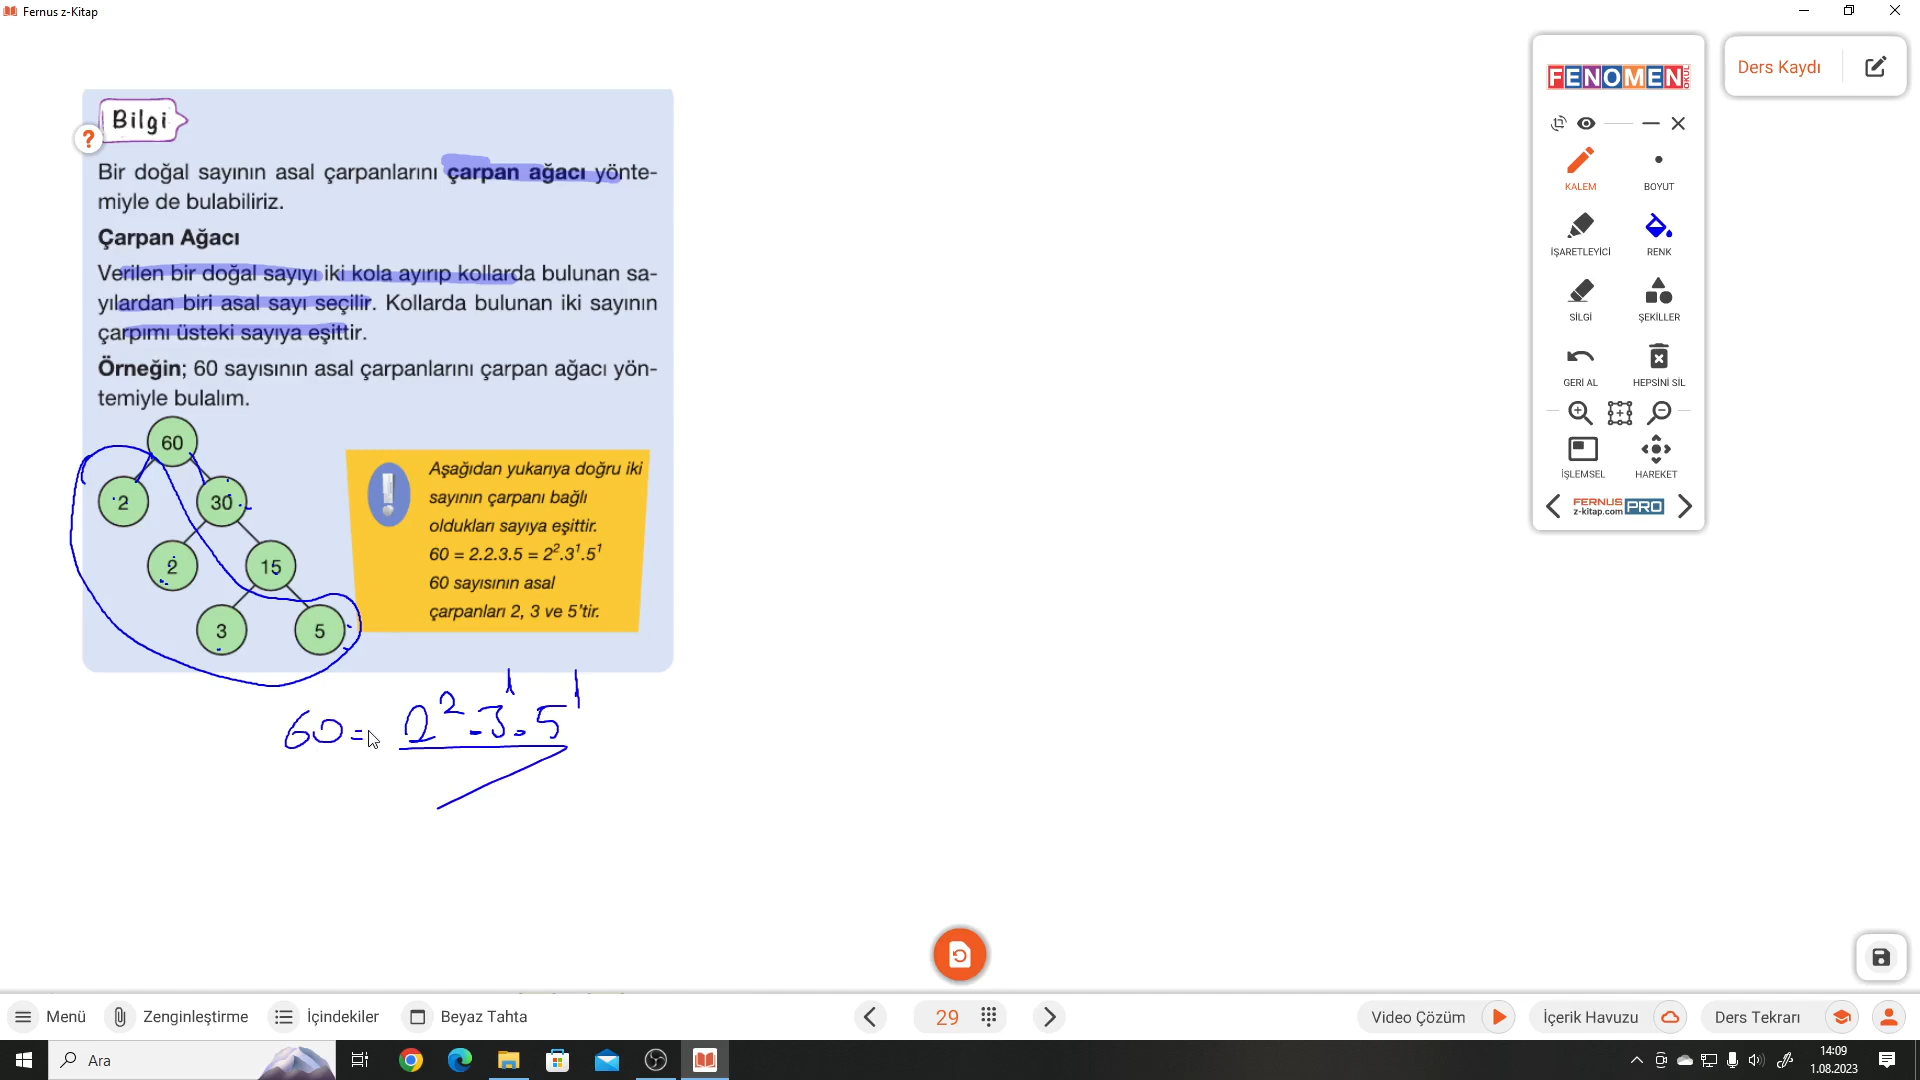 Fernus z-Kitap
Bilgi
?
Bir doğal sayının asal çarpanlarını çarpan ağacı yönte-
miyle de bulabiliriz.
Çarpan Ağacı
Verilen bir doğal sayıyı iki kola ayırıp kollarda bulunan sa-
yılardan biri asal sayı seçilir. Kollarda bulunan iki sayının
çarpımı üsteki sayıya eşittir.
Örneğin; 60 sayısının asal çarpanlarını çarpan ağacı yön-
temiyle bulalım.
60
2 30
2 15
3 5
!
Aşağıdan yukarıya doğru iki
sayının çarpanı bağlı
oldukları sayıya eşittir.
60 = 2.2.3.5 = 2².3¹.5¹
60 sayısının asal
çarpanları 2, 3 ve 5'tir.
60 = 2².3¹.5¹
FENOMEN OKUL
KALEM BOYUT
İŞARETLEYİCİ RENK
SİLGİ ŞEKİLLER
GERİ AL HEPSİNİ SİL
İŞLEMSEL HAREKET
FERNUS PRO
z-kitap.com
Ders Kaydı
Menü Zenginleştirme İçindekiler Beyaz Tahta 29 Video Çözüm İçerik Havuzu Ders Tekrarı
Ara
14:09
1.08.2023